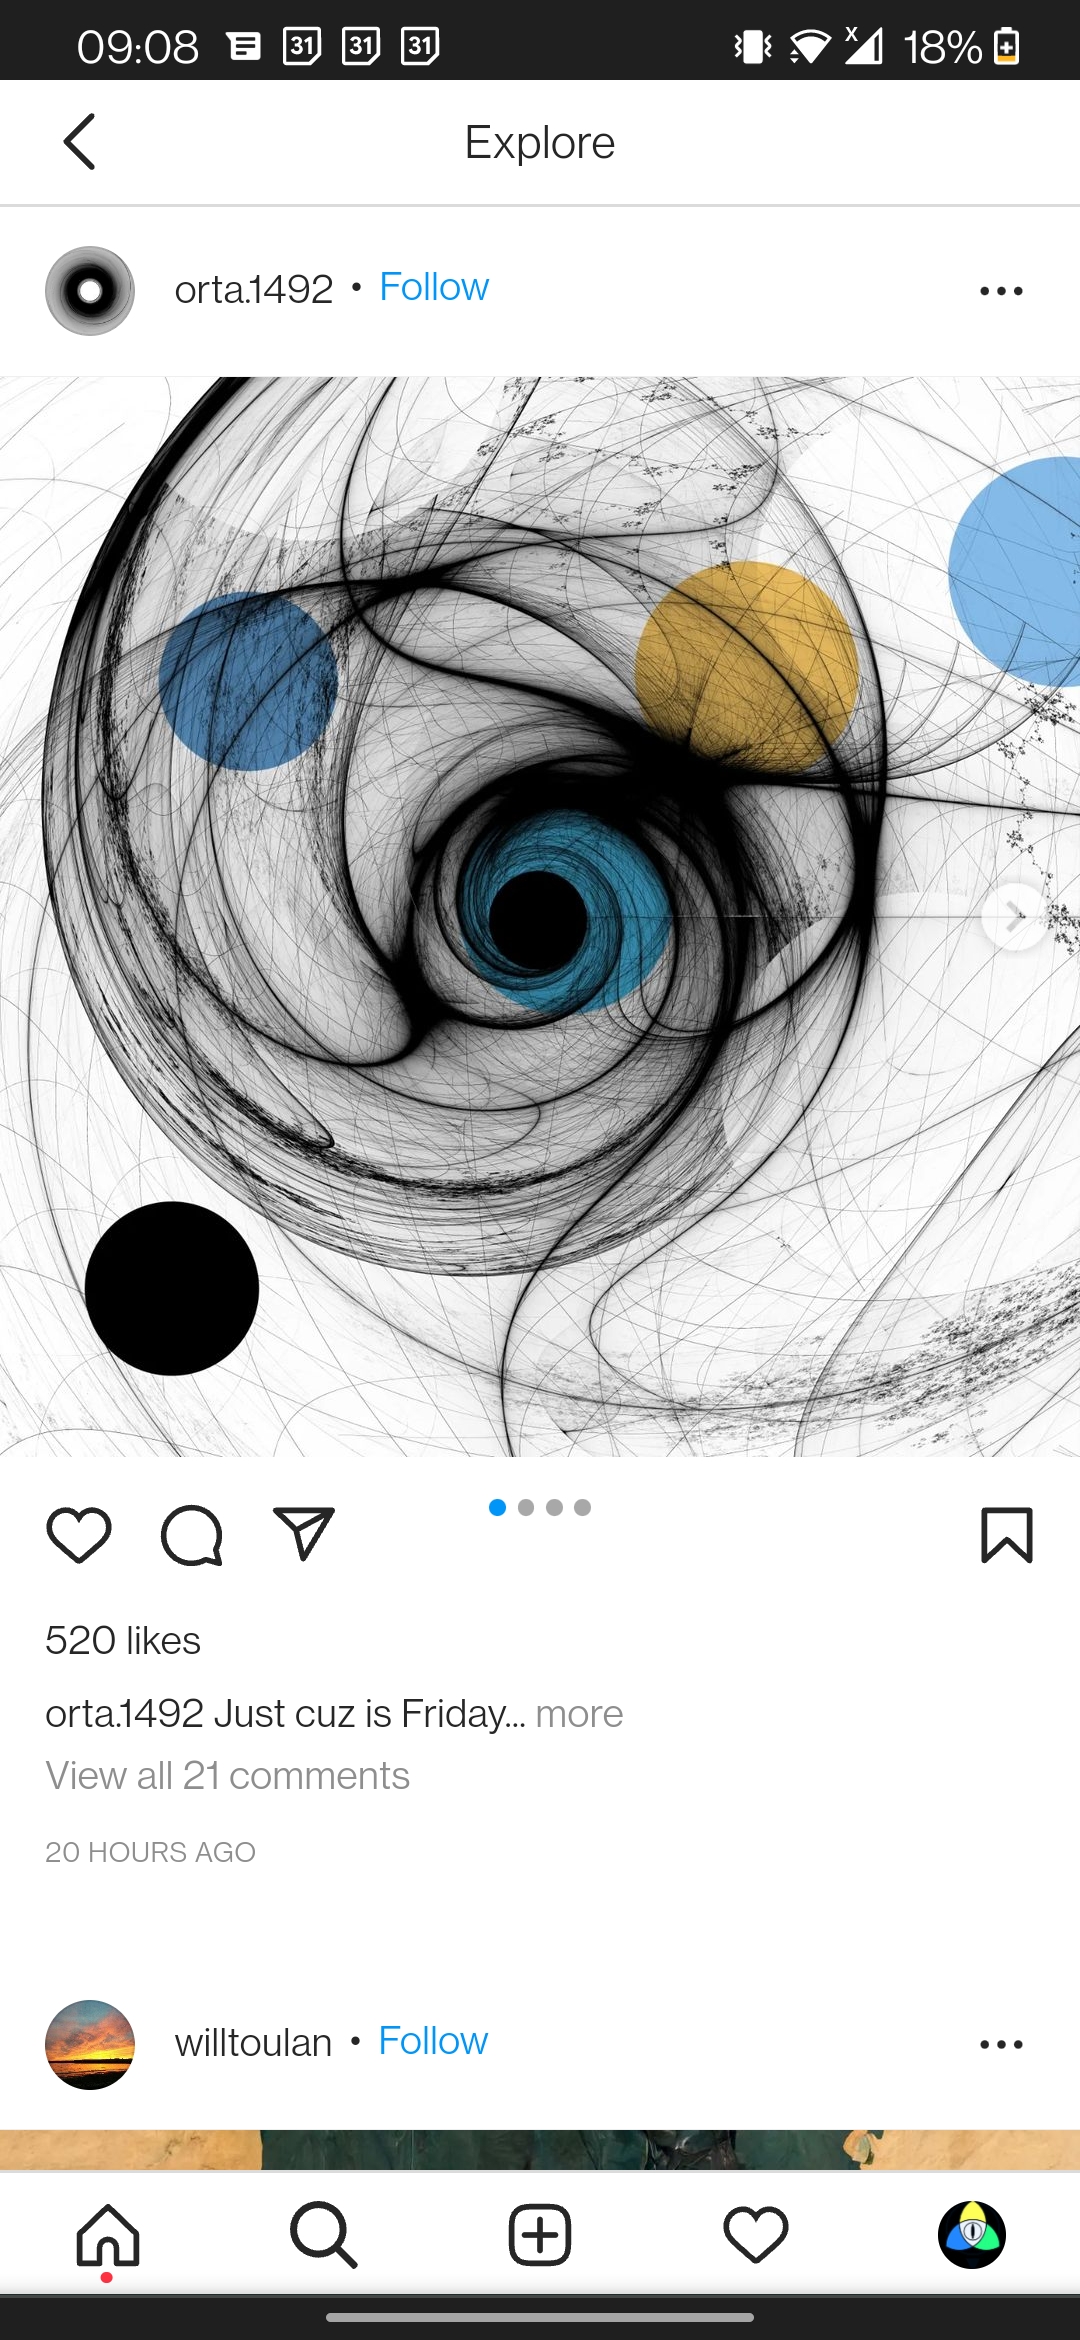 09:08 31 31 31 X 18%
Explore
orta.1492 • Follow
520 likes
orta.1492 Just cuz is Friday... more
View all 21 comments
20 HOURS AGO
willtoulan • Follow